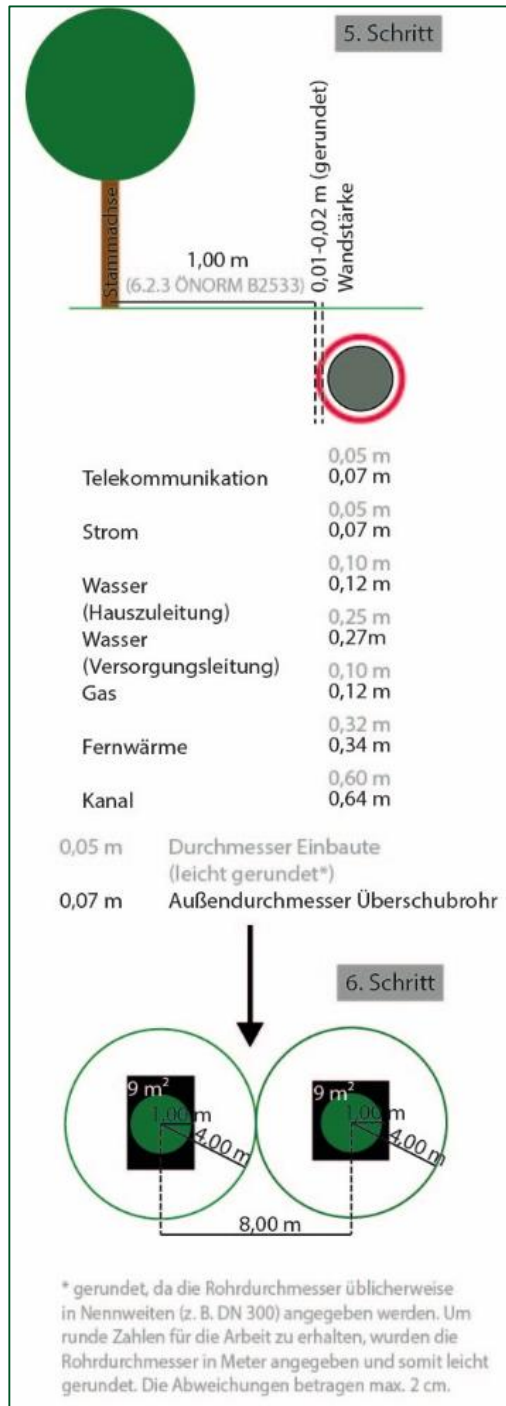 5. Schritt
Stammachse
1,00 m
(6.2.3 ÖNORM B2533)
0,01-0,02 m (gerundet)
Wandstärke
0,05 m
Telekommunikation 0,07 m
0,05 m
Strom 0,07 m
0,10 m
Wasser 0,12 m
(Hauszuleitung)
0,25 m
Wasser 0,27m
(Versorgungsleitung)
0,10 m
Gas 0,12 m
0,32 m
Fernwärme 0,34 m
0,60 m
Kanal 0,64 m
0,05 m Durchmesser Einbaute
(leicht gerundet*)
0,07 m Außendurchmesser Überschubrohr
6. Schritt
9 m² 9 m²
1,00 m 1,00 m
4,00 m 4,00 m
8,00 m
* gerundet, da die Rohrdurchmesser üblicherweise
in Nennweiten (z. B. DN 300) angegeben werden. Um
runde Zahlen für die Arbeit zu erhalten, wurden die
Rohrdurchmesser in Meter angegeben und somit leicht
gerundet. Die Abweichungen betragen max. 2 cm.